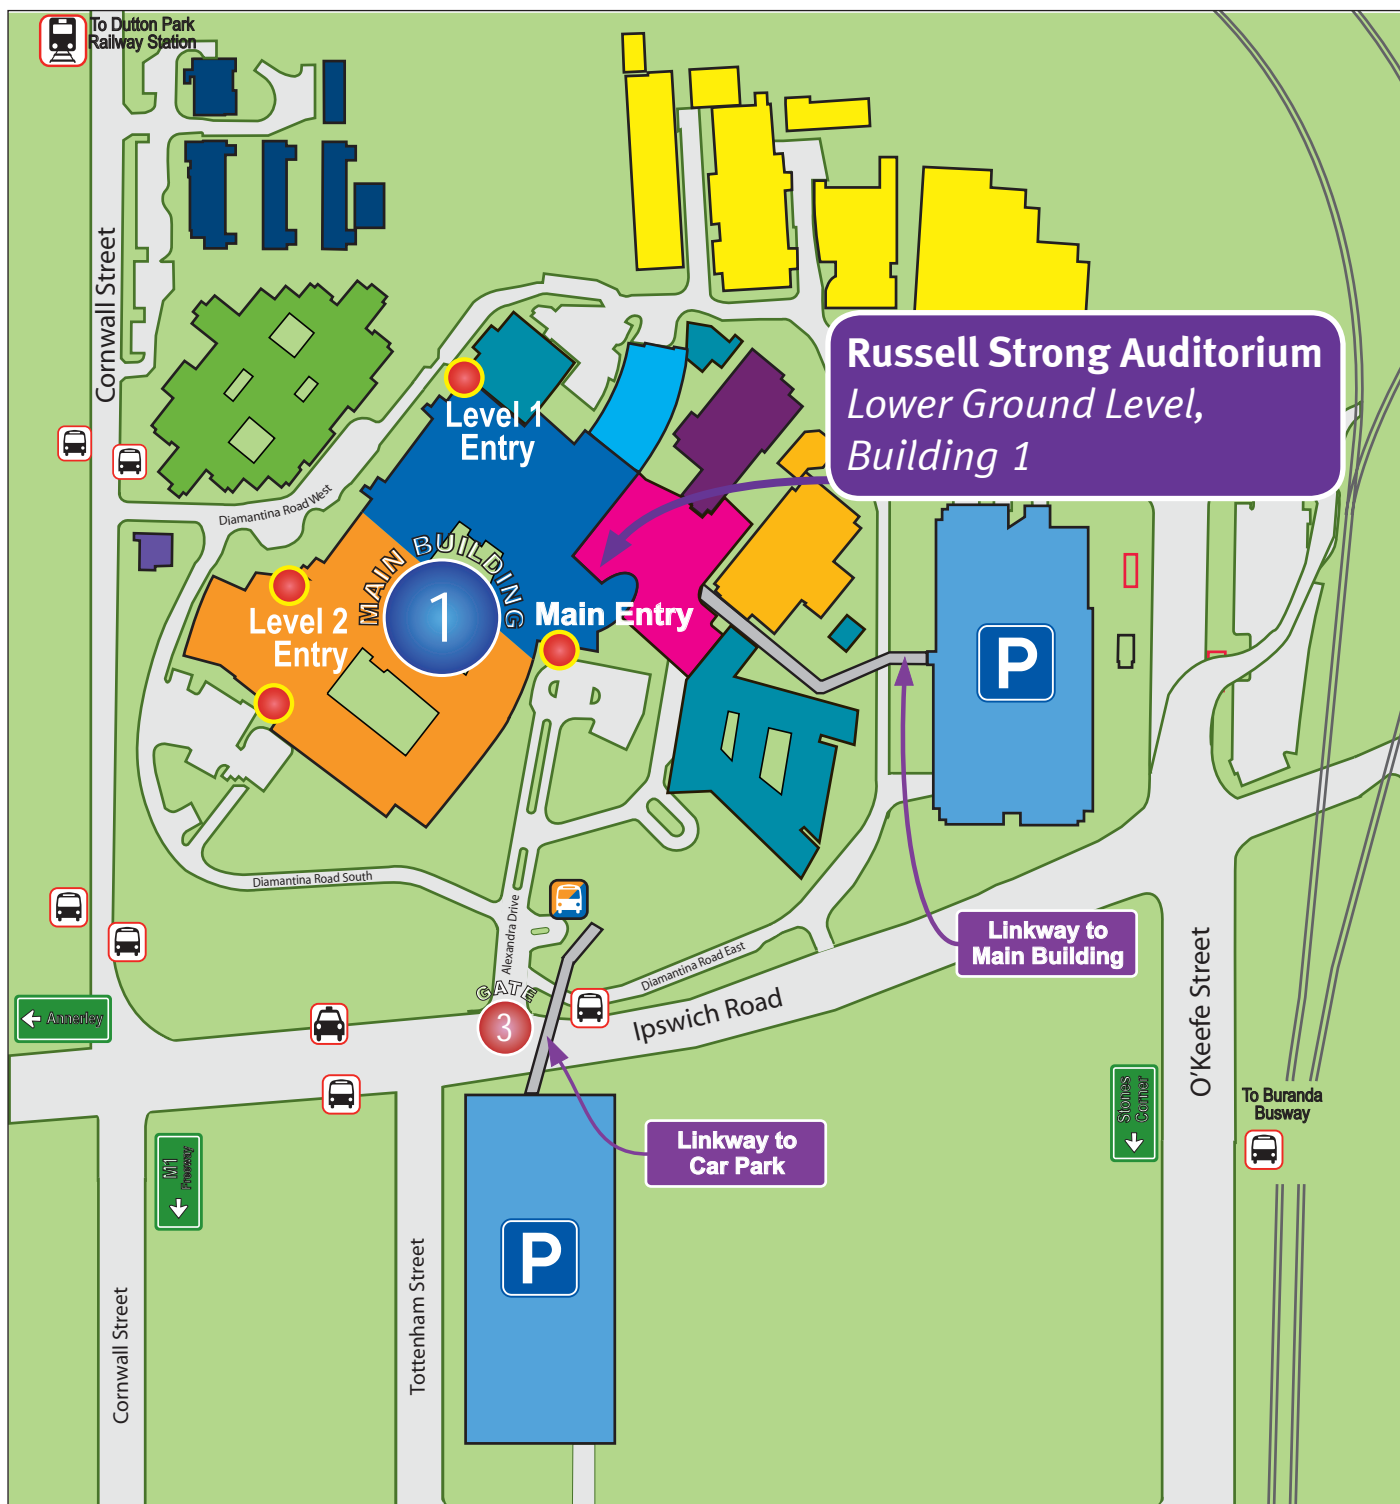 To Dutton Park
Railway Station
Cornwall Street
Russell Strong Auditorium
Lower Ground Level,
Building 1
Level 1
Entry
Diamantina Road West
MAIN BUILDING
1
Level 2
Entry
Main Entry
P
Diamantina Road South
Alexandra Drive
Linkway to
Main Building
Diamantina Road East
GATE
3
Ipswich Road
Annerley
O'Keefe Street
Stones
Corner
To Buranda
Busway
Linkway to
Car Park
M1
Freeway
P
Cornwall Street
Tottenham Street